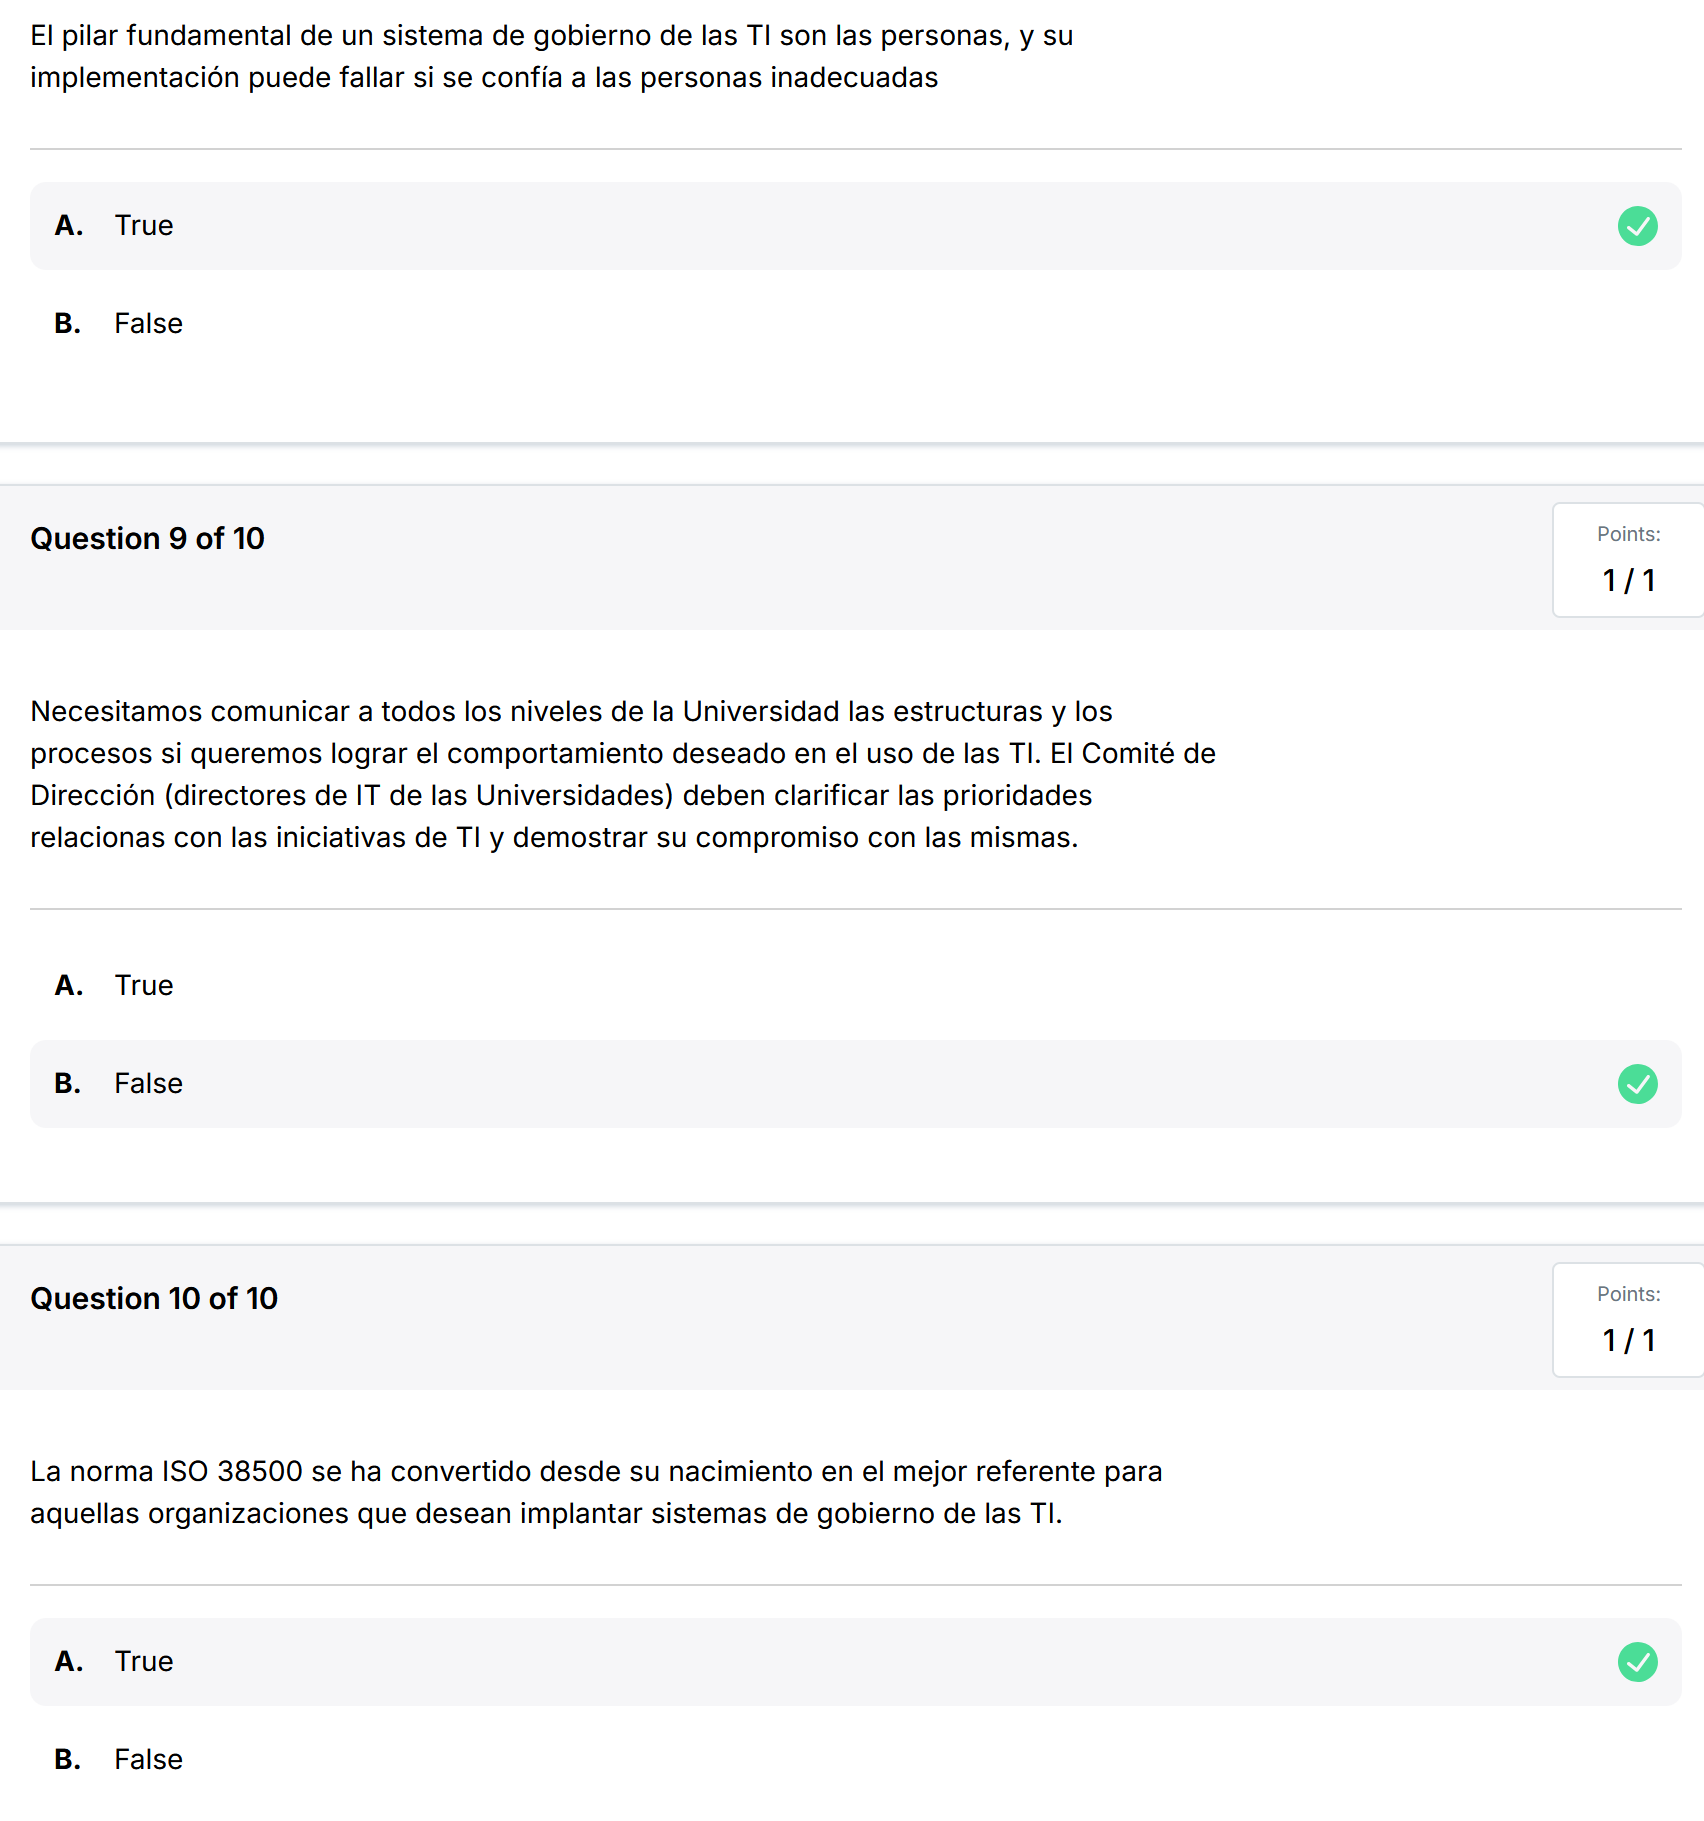 El pilar fundamental de un sistema de gobierno de las TI son las personas, y su
implementación puede fallar si se confía a las personas inadecuadas
A. True
B. False
Question 9 of 10
Points:
1 / 1
Necesitamos comunicar a todos los niveles de la Universidad las estructuras y los
procesos si queremos lograr el comportamiento deseado en el uso de las TI. El Comité de
Dirección (directores de IT de las Universidades) deben clarificar las prioridades
relacionas con las iniciativas de TI y demostrar su compromiso con las mismas.
A. True
B. False
Question 10 of 10
Points:
1 / 1
La norma ISO 38500 se ha convertido desde su nacimiento en el mejor referente para
aquellas organizaciones que desean implantar sistemas de gobierno de las TI.
A. True
B. False